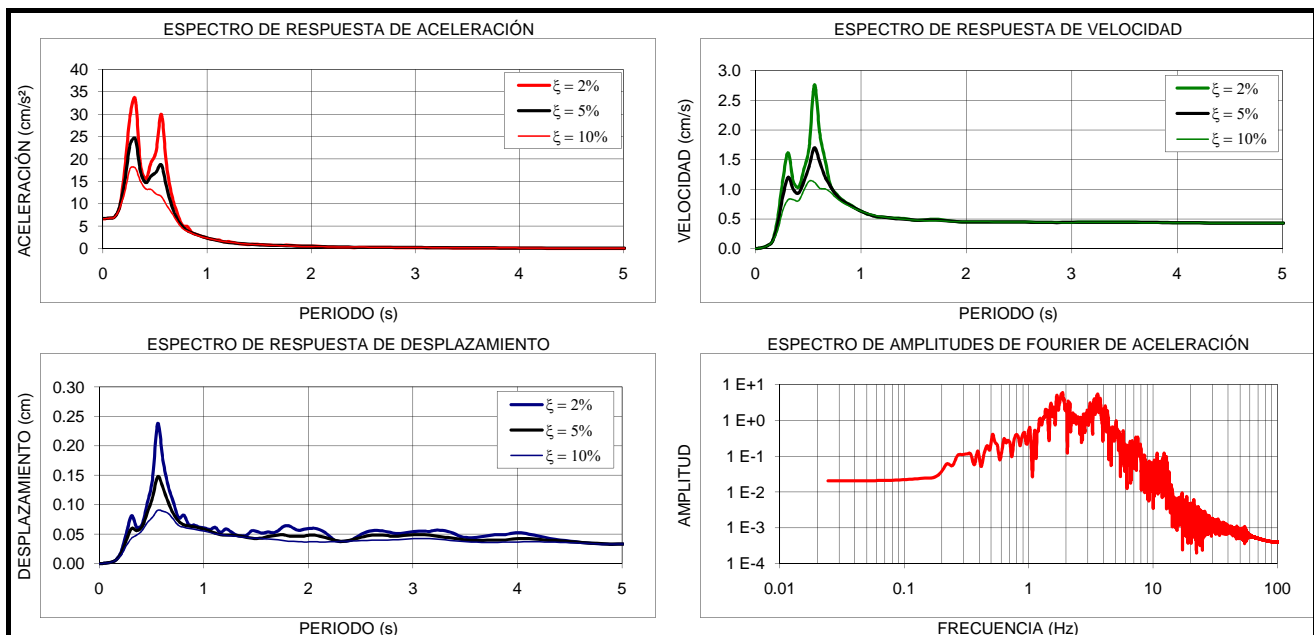 ESPECTRO DE RESPUESTA DE ACELERACIÓN
ACELERACIÓN (cm/s²)
40
35
30
25
20
15
10
5
0
ξ = 2%
ξ = 5%
ξ = 10%
0 1 2 3 4 5
PERIODO (s)
ESPECTRO DE RESPUESTA DE VELOCIDAD
VELOCIDAD (cm/s)
3.0
2.5
2.0
1.5
1.0
0.5
0.0
ξ = 2%
ξ = 5%
ξ = 10%
0 1 2 3 4 5
PERIODO (s)
ESPECTRO DE RESPUESTA DE DESPLAZAMIENTO
DESPLAZAMIENTO (cm)
0.30
0.25
0.20
0.15
0.10
0.05
0.00
ξ = 2%
ξ = 5%
ξ = 10%
0 1 2 3 4 5
PERIODO (s)
ESPECTRO DE AMPLITUDES DE FOURIER DE ACELERACIÓN
AMPLITUD
1 E+1
1 E+0
1 E-1
1 E-2
1 E-3
1 E-4
0.01 0.1 1 10 100
FRECUENCIA (Hz)